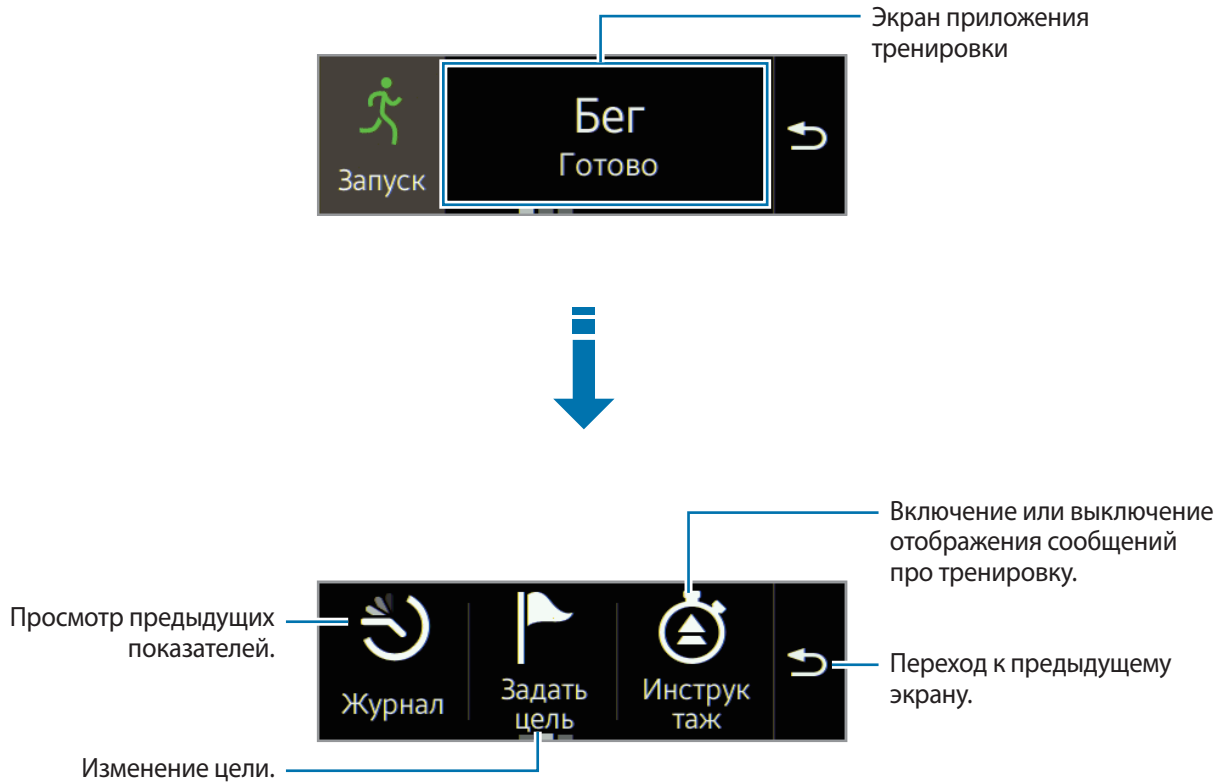 Экран приложения
тренировки
Бег
Готово
Запуск
Включение или выключение
отображения сообщений
про тренировку.
Просмотр предыдущих
показателей.
Журнал
Задать
цель
Инструк
таж
Переход к предыдущему
экрану.
Изменение цели.